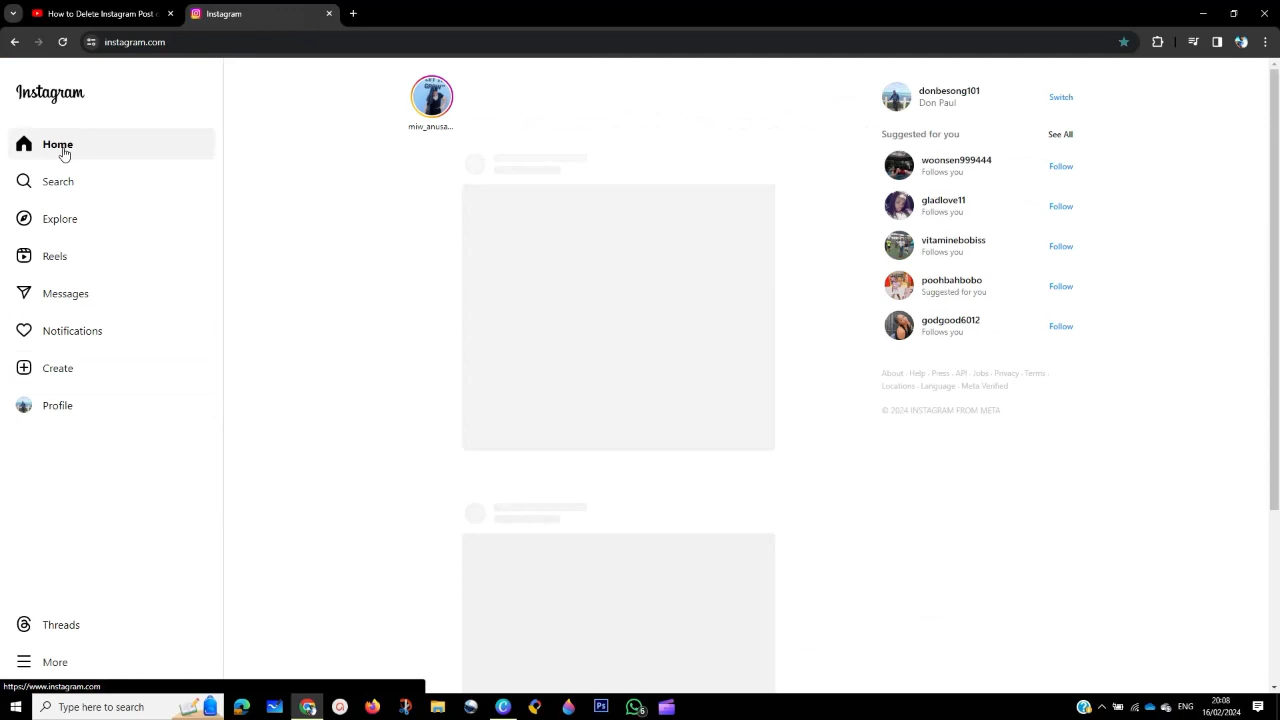 How to Delete Instagram Post
Instagram
instagram.com
Instagram
Home
Search
Explore
Reels
Messages
Notifications
Create
Profile
Threads
More
miw_anusa...
donbesong101
Don Paul
Switch
Suggested for you
See All
woonsen999444
Follows you
Follow
gladlove11
Follows you
Follow
vitaminebobiss
Follows you
Follow
poohbahbobo
Suggested for you
Follow
godgood6012
Follows you
Follow
About · Help · Press · API · Jobs · Privacy · Terms ·
Locations · Language · Meta Verified
© 2024 INSTAGRAM FROM META
https://www.instagram.com
Type here to search
ENG
20:08
16/02/2024